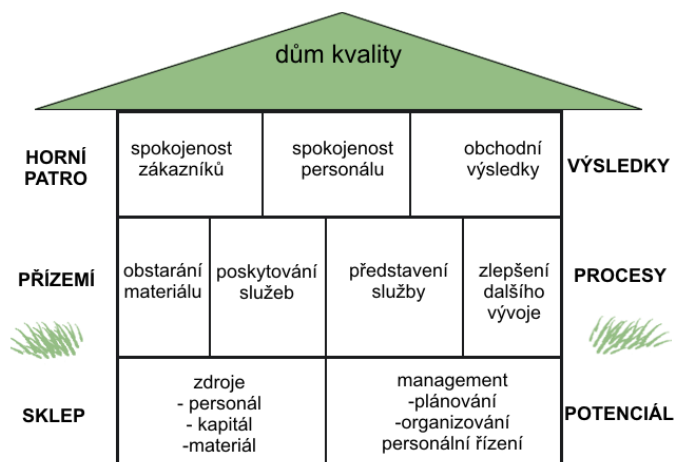 dům kvality
HORNÍ
PATRO
spokojenost
zákazníků
spokojenost
personálu
obchodní
výsledky
VÝSLEDKY
PŘÍZEMÍ
obstarání
materiálu
poskytování
služeb
představení
služby
zlepšení
dalšího
vývoje
PROCESY
SKLEP
zdroje
- personál
- kapitál
-materiál
management
-plánování
-organizování
personální řízení
POTENCIÁL